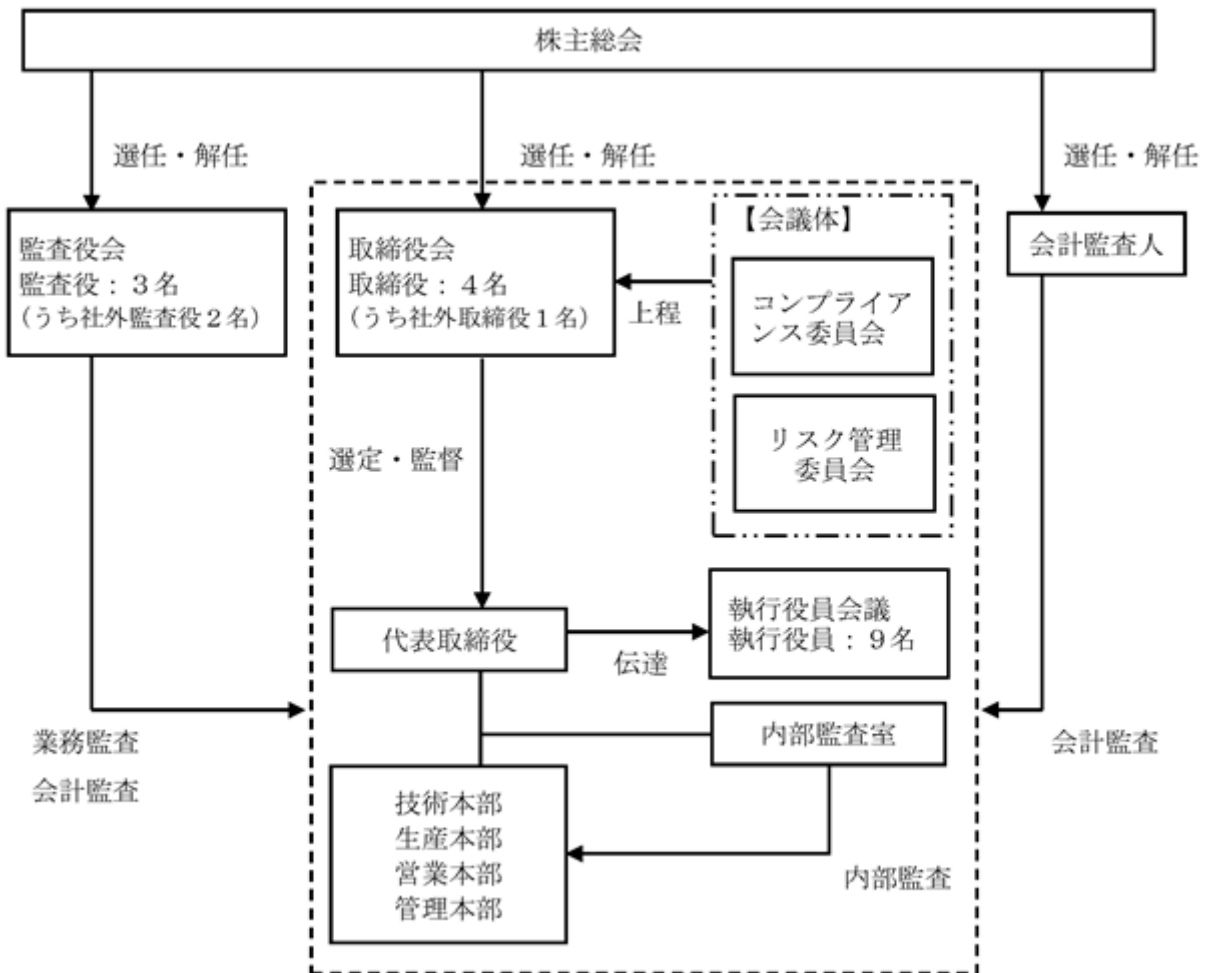 株主総会
選任・解任
選任・解任
選任・解任
監査役会
監査役：３名
(うち社外監査役２名)
取締役会
取締役：４名
(うち社外取締役１名)
上程
【会議体】
コンプライア
ンス委員会
リスク管理
委員会
会計監査人
選定・監督
代表取締役
伝達
執行役員会議
執行役員：９名
業務監査
会計監査
内部監査室
会計監査
技術本部
生産本部
営業本部
管理本部
内部監査